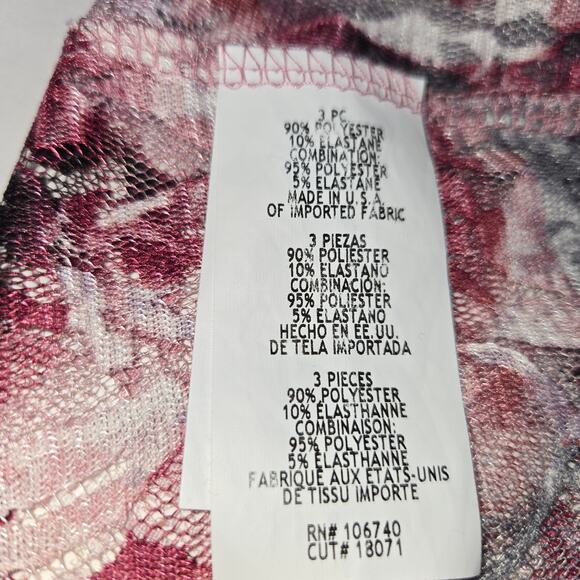 3 PC
90% POLYESTER
10% ELASTANE
COMBINATION:
95% POLYESTER
5% ELASTANE
MADE IN U.S.A.
OF IMPORTED FABRIC
3 PIEZAS
90% POLIESTER
10% ELASTANO
COMBINACIÓN:
95% POLIESTER
5% ELASTANO
HECHO EN EE.UU.
DE TELA IMPORTADA
3 PIECES
90% POLYESTER
10% ÉLASTHANNE
COMBINAISON:
95% POLYESTER
5% ÉLASTHANNE
FABRIQUÉ AUX ÉTATS-UNIS
DE TISSU IMPORTÉ
RN# 106740
CUT# 18071